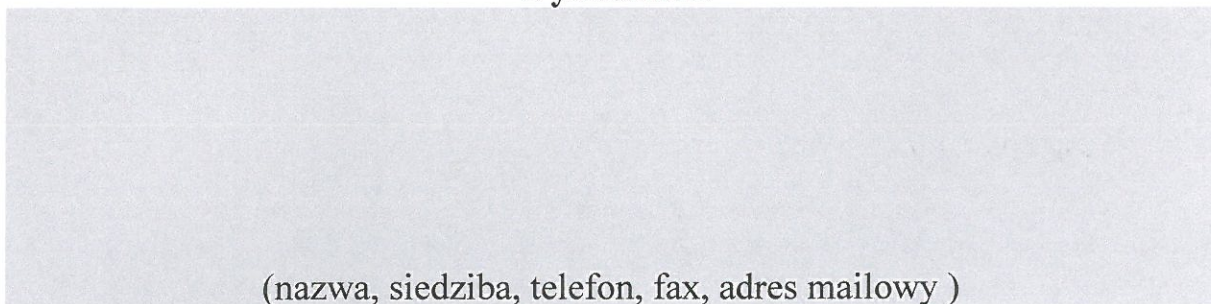 (nazwa, siedziba, telefon, fax, adres mailowy )